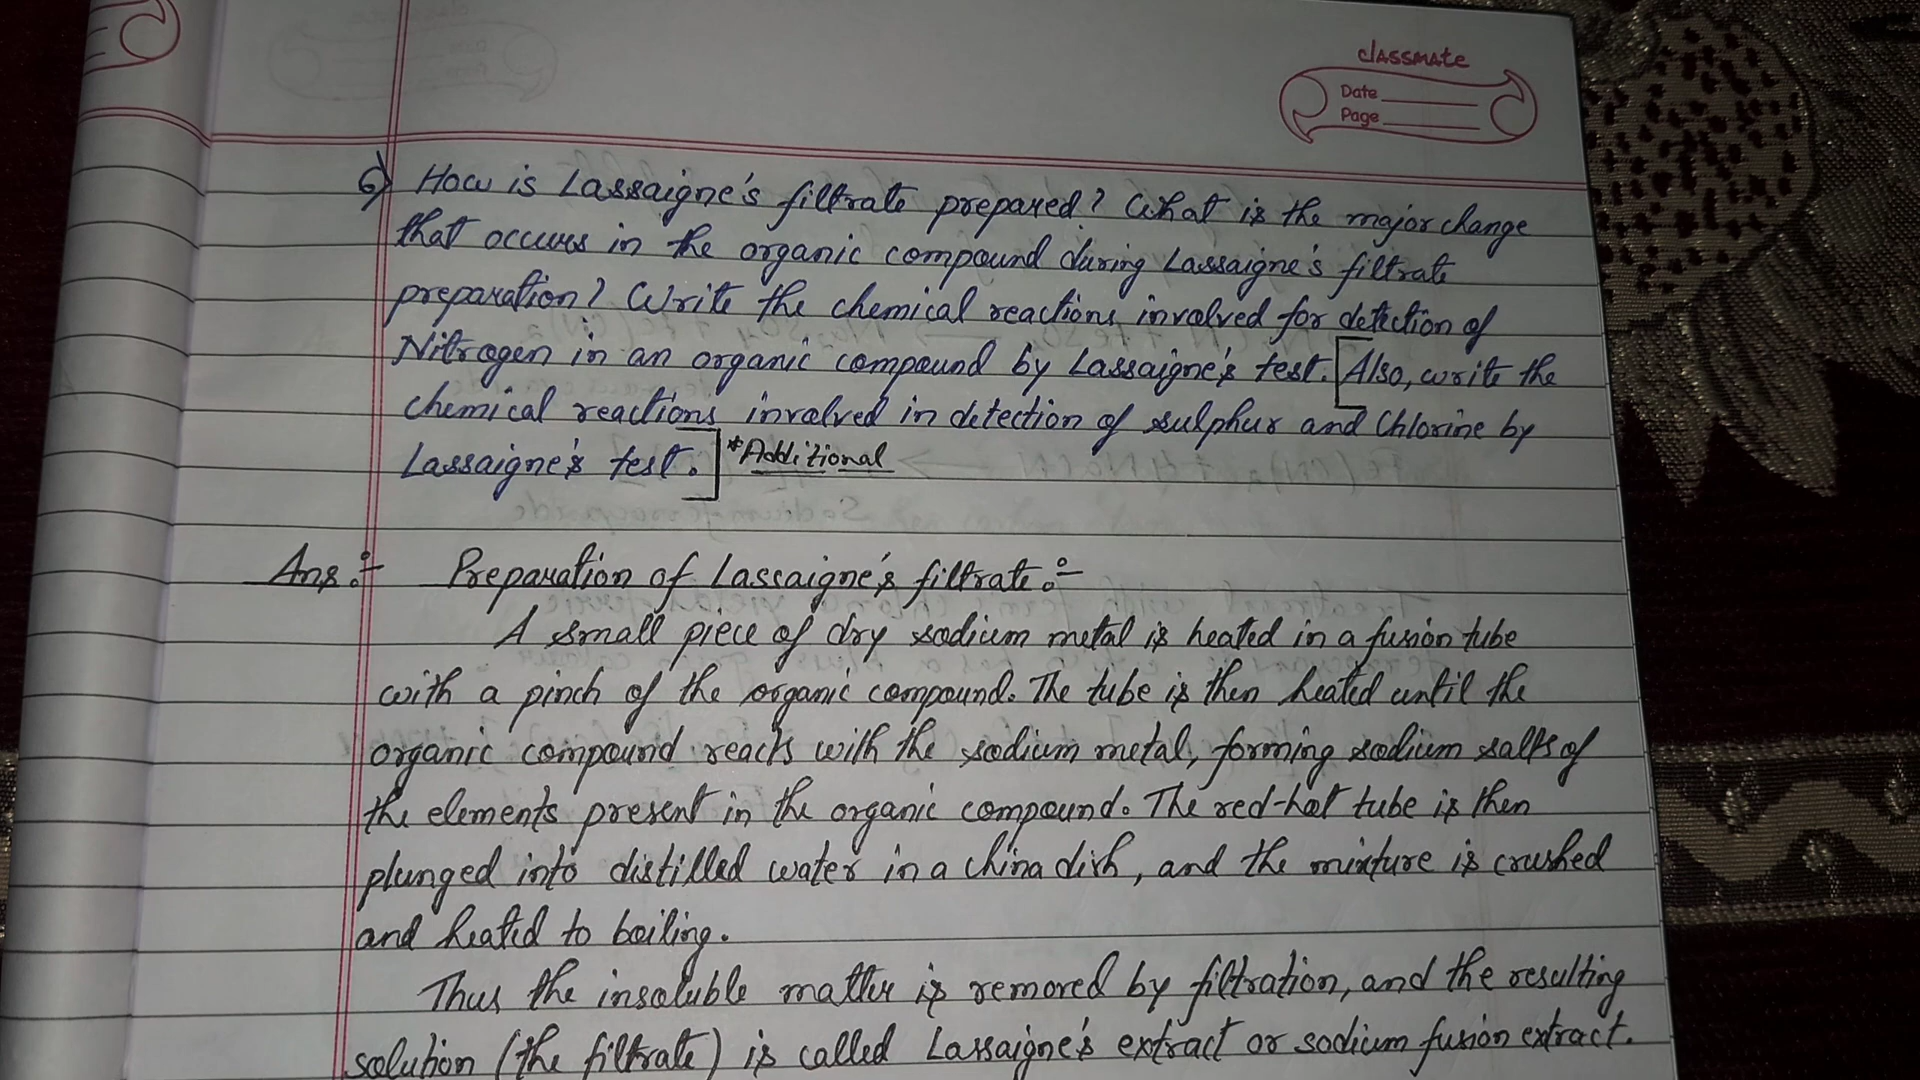 classmate
Date
Page
6) How is Lassaigne's filtrate prepared? What is the major change
that occurs in the organic compound during Lassaigne's filtrate
preparation? Write the chemical reactions involved for detection of
Nitrogen in an organic compound by Lassaigne's test. [Also, write the
chemical reactions involved in detection of sulphur and Chlorine by
Lassaigne's test.] *Additional
Ans:- Preparation of Lassaigne's filtrate:-
A small piece of dry sodium metal is heated in a fusion tube
with a pinch of the organic compound. The tube is then heated until the
organic compound reacts with the sodium metal, forming sodium salts of
the elements present in the organic compound. The red-hot tube is then
plunged into distilled water in a china dish, and the mixture is crushed
and heated to boiling.
Thus the insoluble matter is removed by filtration, and the resulting
solution (the filtrate) is called Lassaigne's extract or sodium fusion extract.